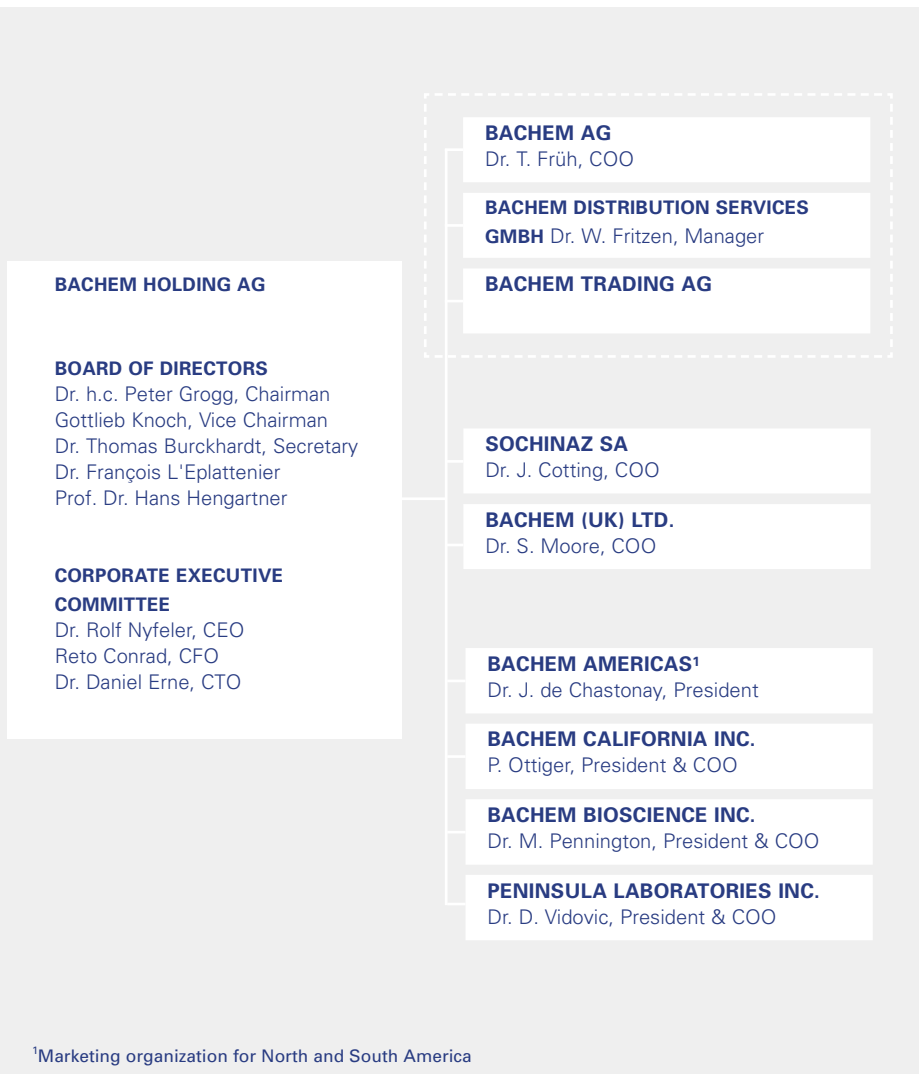 BACHEM HOLDING AG
BOARD OF DIRECTORS
Dr. h.c. Peter Grogg, Chairman
Gottlieb Knoch, Vice Chairman
Dr. Thomas Burckhardt, Secretary
Dr. François L'Eplattenier
Prof. Dr. Hans Hengartner
CORPORATE EXECUTIVE
COMMITTEE
Dr. Rolf Nyfeler, CEO
Reto Conrad, CFO
Dr. Daniel Erne, CTO
BACHEM AG
Dr. T. Früh, COO
BACHEM DISTRIBUTION SERVICES
GMBH Dr. W. Fritzen, Manager
BACHEM TRADING AG
SOCHINAZ SA
Dr. J. Cotting, COO
BACHEM (UK) LTD.
Dr. S. Moore, COO
BACHEM AMERICAS¹
Dr. J. de Chastonay, President
BACHEM CALIFORNIA INC.
P. Ottiger, President & COO
BACHEM BIOSCIENCE INC.
Dr. M. Pennington, President & COO
PENINSULA LABORATORIES INC.
Dr. D. Vidovic, President & COO
¹Marketing organization for North and South America